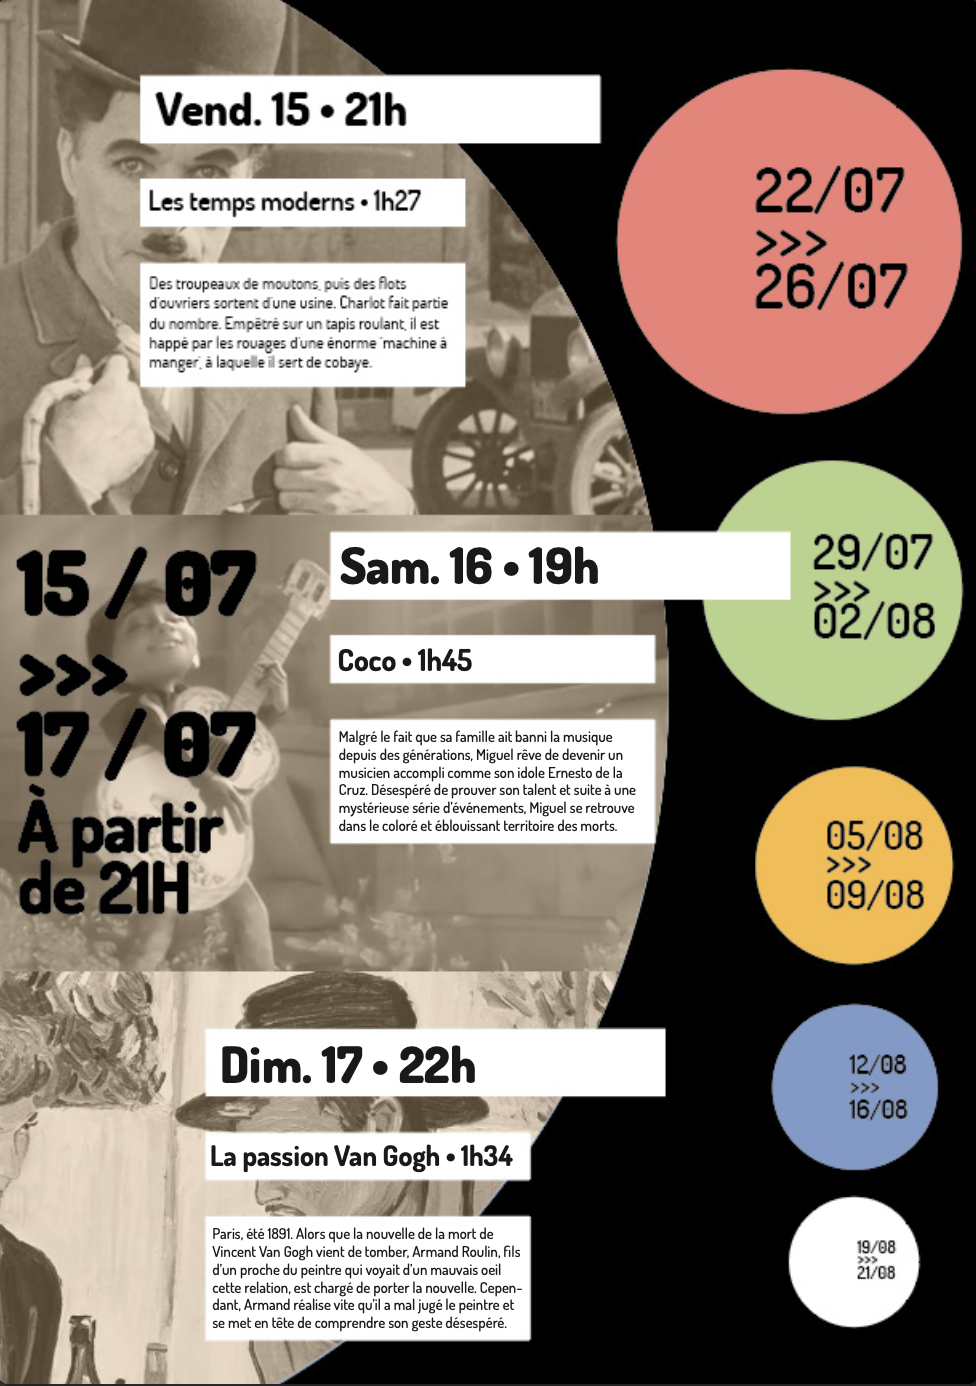 Vend. 15 • 21h
Les temps moderns • 1h27
Des troupeaux de moutons, puis des flots
d'ouvriers sortent d'une usine. Charlot fait partie
du nombre. Empêtré sur un tapis roulant, il est
happé par les rouages d'une énorme "machine à
manger", à laquelle il sert de cobaye.
15 / 07
>>>
17 / 07
À partir
de 21H
Sam. 16 • 19h
Coco • 1h45
Malgré le fait que sa famille ait banni la musique
depuis des générations, Miguel rêve de devenir un
musicien accompli comme son idole Ernesto de la
Cruz. Désespéré de prouver son talent et suite à une
mystérieuse série d'événements, Miguel se retrouve
dans le coloré et éblouissant territoire des morts.
Dim. 17 • 22h
La passion Van Gogh • 1h34
Paris, été 1891. Alors que la nouvelle de la mort de
Vincent Van Gogh vient de tomber, Armand Roulin, fils
d'un proche du peintre qui voyait d'un mauvais oeil
cette relation, est chargé de porter la nouvelle. Cepen-
dant, Armand réalise vite qu'il a mal jugé le peintre et
se met en tête de comprendre son geste désespéré.
22/07
>>>
26/07
29/07
>>>
02/08
05/08
>>>
09/08
12/08
>>>
16/08
19/08
>>>
21/08